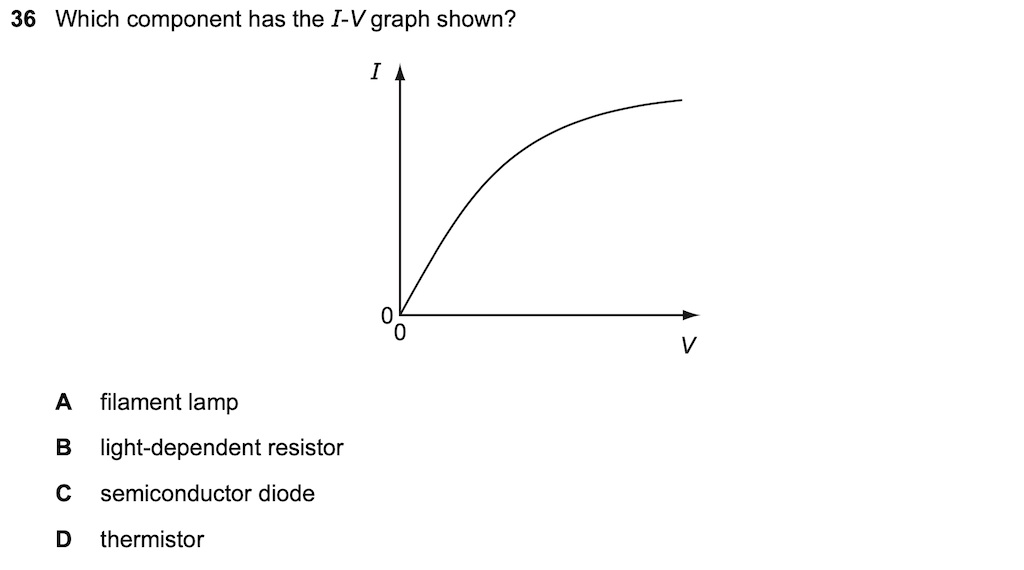 36 Which component has the I-V graph shown?
I
0
0
V
A filament lamp
B light-dependent resistor
C semiconductor diode
D thermistor